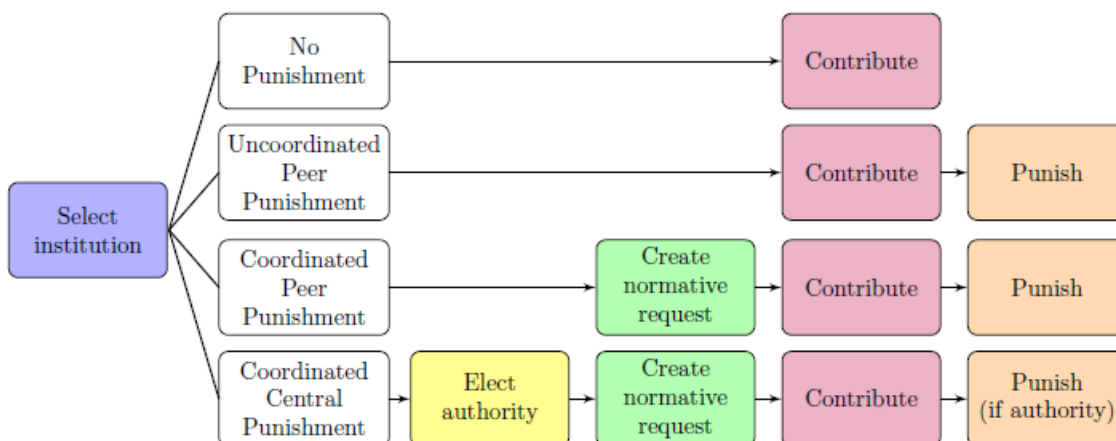 No
Punishment
Contribute
Uncoordinated
Peer
Punishment
Contribute
Punish
Select
institution
Coordinated
Peer
Punishment
Create
normative
request
Contribute
Punish
Coordinated
Central
Punishment
Elect
authority
Create
normative
request
Contribute
Punish
(if authority)